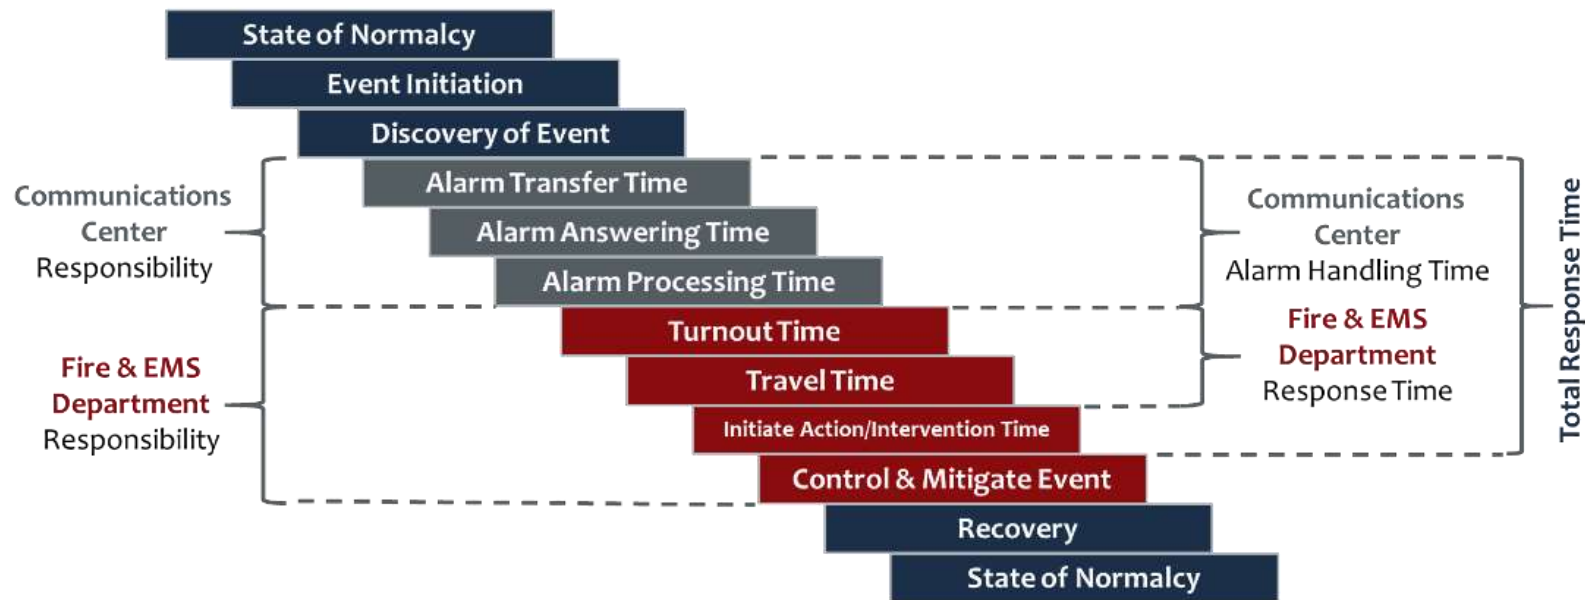 State of Normalcy
Event Initiation
Discovery of Event
Alarm Transfer Time
Alarm Answering Time
Alarm Processing Time
Turnout Time
Travel Time
Initiate Action/Intervention Time
Control & Mitigate Event
Recovery
State of Normalcy
Communications
Center
Responsibility
Fire & EMS
Department
Responsibility
Communications
Center
Alarm Handling Time
Fire & EMS
Department
Response Time
Total Response Time